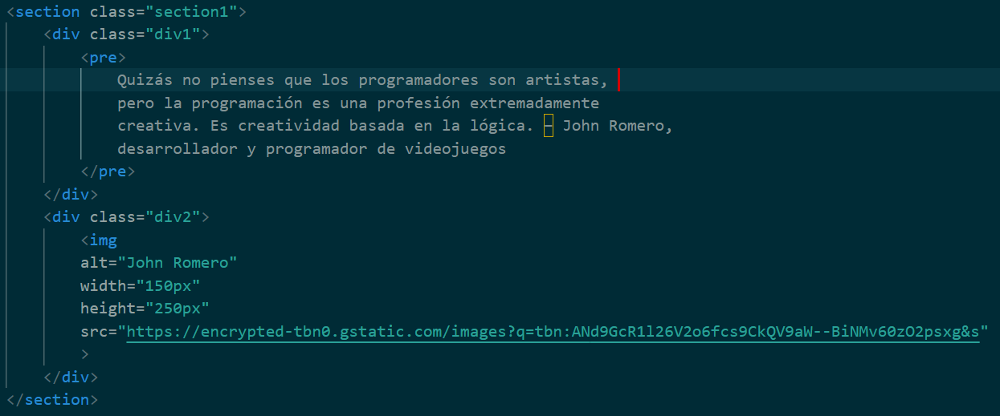 <section class="section1">
<div class="div1">
<pre>
Quizás no pienses que los programadores son artistas,
pero la programación es una profesión extremadamente
creativa. Es creatividad basada en la lógica. – John Romero,
desarrollador y programador de videojuegos
</pre>
</div>
<div class="div2">
<img
alt="John Romero"
width="150px"
height="250px"
src="https://encrypted-tbn0.gstatic.com/images?q=tbn:ANd9GcR1l26V2o6fcs9CkQV9aW--BiNMv60zO2psxg&s"
>
</div>
</section>